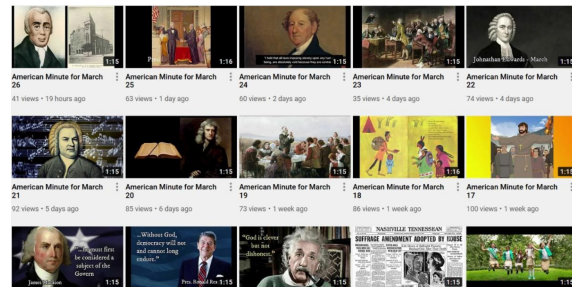 1:15
Pr
1:16
1:15
1:15
Johnathan Edwards - March
1:15
American Minute for March
26
41 views • 19 hours ago
American Minute for March
25
63 views • 1 day ago
American Minute for March
24
60 views • 2 days ago
American Minute for March
23
35 views • 4 days ago
American Minute for March
22
74 views • 4 days ago
1:15
1:15
1:15
1:16
1:15
American Minute for March
21
92 views • 5 days ago
American Minute for March
20
85 views • 6 days ago
American Minute for March
19
73 views • 1 week ago
American Minute for March
18
86 views • 1 week ago
American Minute for March
17
100 views • 1 week ago
must first
be considered a
subject of the
Govern
James
1:15
"...Without God,
democracy will not
and cannot long
endure."
Pres. Ronald Rea
1:15
"God is clever
but not
dishonest."
1:15
NASHVILLE TENNESSEAN
SUFFRAGE AMENDMENT ADOPTED BY HOUSE
1:15
1:15